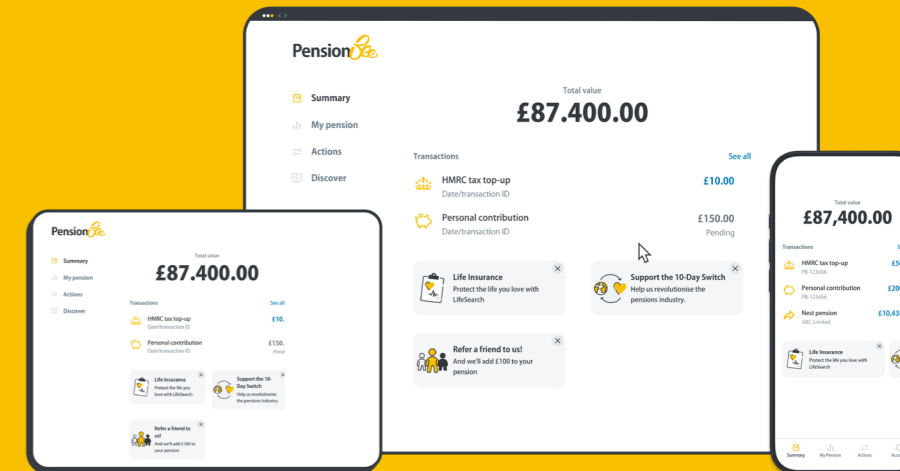 PensionBee
Summary
My pension
Actions
Discover
Total value
£87.400.00
Transactions
See all
HMRC tax top-up
£10.00
Date/transaction ID
Personal contribution
£150.00
Date/transaction ID
Pending
Life Insurance
Protect the life you love with
LifeSearch
Support the 10-Day Switch
Help us revolutionise the
pensions industry.
Refer a friend to us!
And we'll add £100 to your
pension
PensionBee
Summary
My pension
Actions
Discover
Total value
£87.400.00
Transactions
See all
HMRC tax top-up
£10.
Date/transaction ID
Personal contribution
£150.
Date/transaction ID
Pend
Life Insurance
Protect the life you
love with LifeSearch
Support the 10-
Day Switch
Help us revolutionise
the pensions industry.
Refer a friend to
us!
And we'll add £100 to
your pension
Total value
£87,400.00
Transactions
HMRC tax top-up
PB-123456
Personal contribution
£200
PB-123456
Nest pension
£10,438
ABC Limited
Life Insurance
Protect the life you love with
LifeSearch
Summary
My Pension
Actions